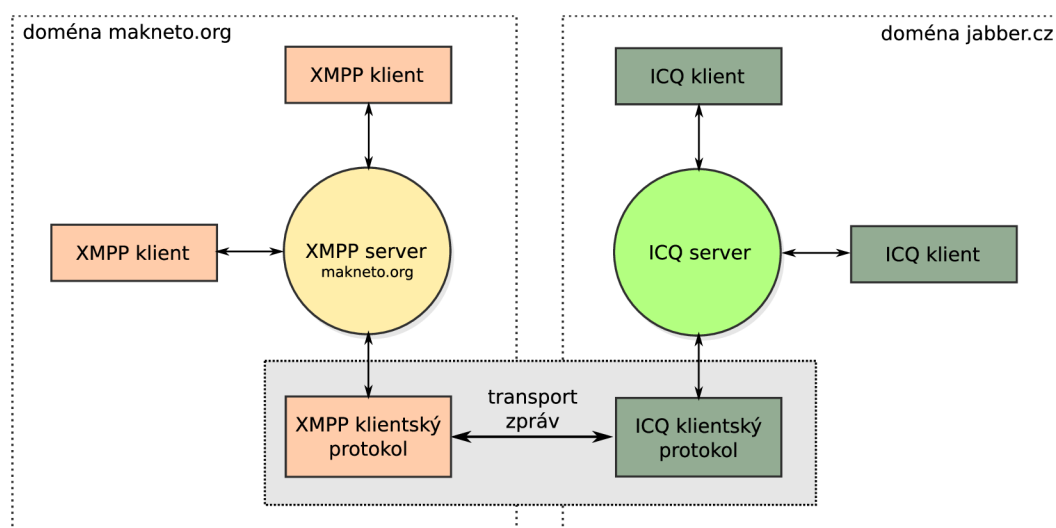 doména makneto.org
doména jabber.cz
XMPP klient
ICQ klient
XMPP klient
XMPP server
makneto.org
ICQ server
ICQ klient
transport
zpráv
XMPP klientský
protokol
ICQ klientský
protokol